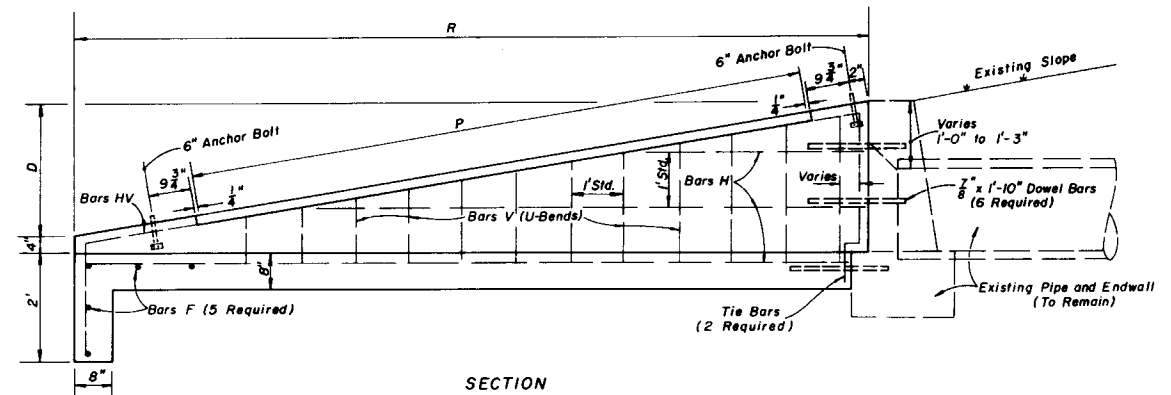 R
6" Anchor Bolt
9 3/4"
2"
Existing Slope
1/4"
P
6" Anchor Bolt
Varies
1'-0" to 1'-3"
D
9 3/4"
1/4"
1' Std.
1' Std.
Bars H
Varies
7/8" x 1'-10" Dowel Bars
(6 Required)
Bars HV
Bars V (U-Bends)
4"
8"
2'
Bars F (5 Required)
Tie Bars
(2 Required)
Existing Pipe and Endwall
(To Remain)
8"
SECTION